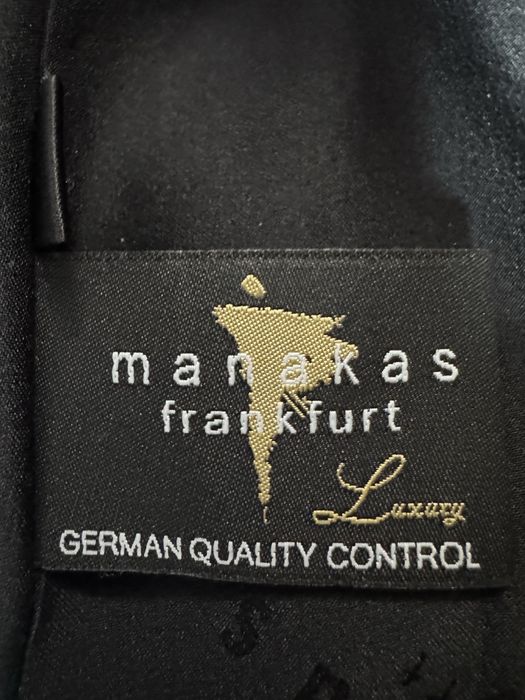 manakas
frankfurt
Luxury
GERMAN QUALITY CONTROL